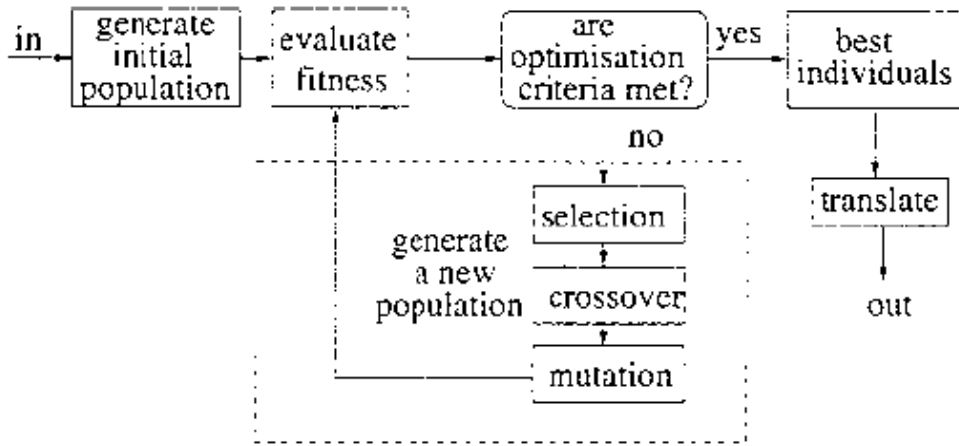 in
generate
initial
population
evaluate
fitness
are
optimisation
criteria met?
yes
best
individuals
no
selection
translate
generate
a new
population
crossover
out
mutation